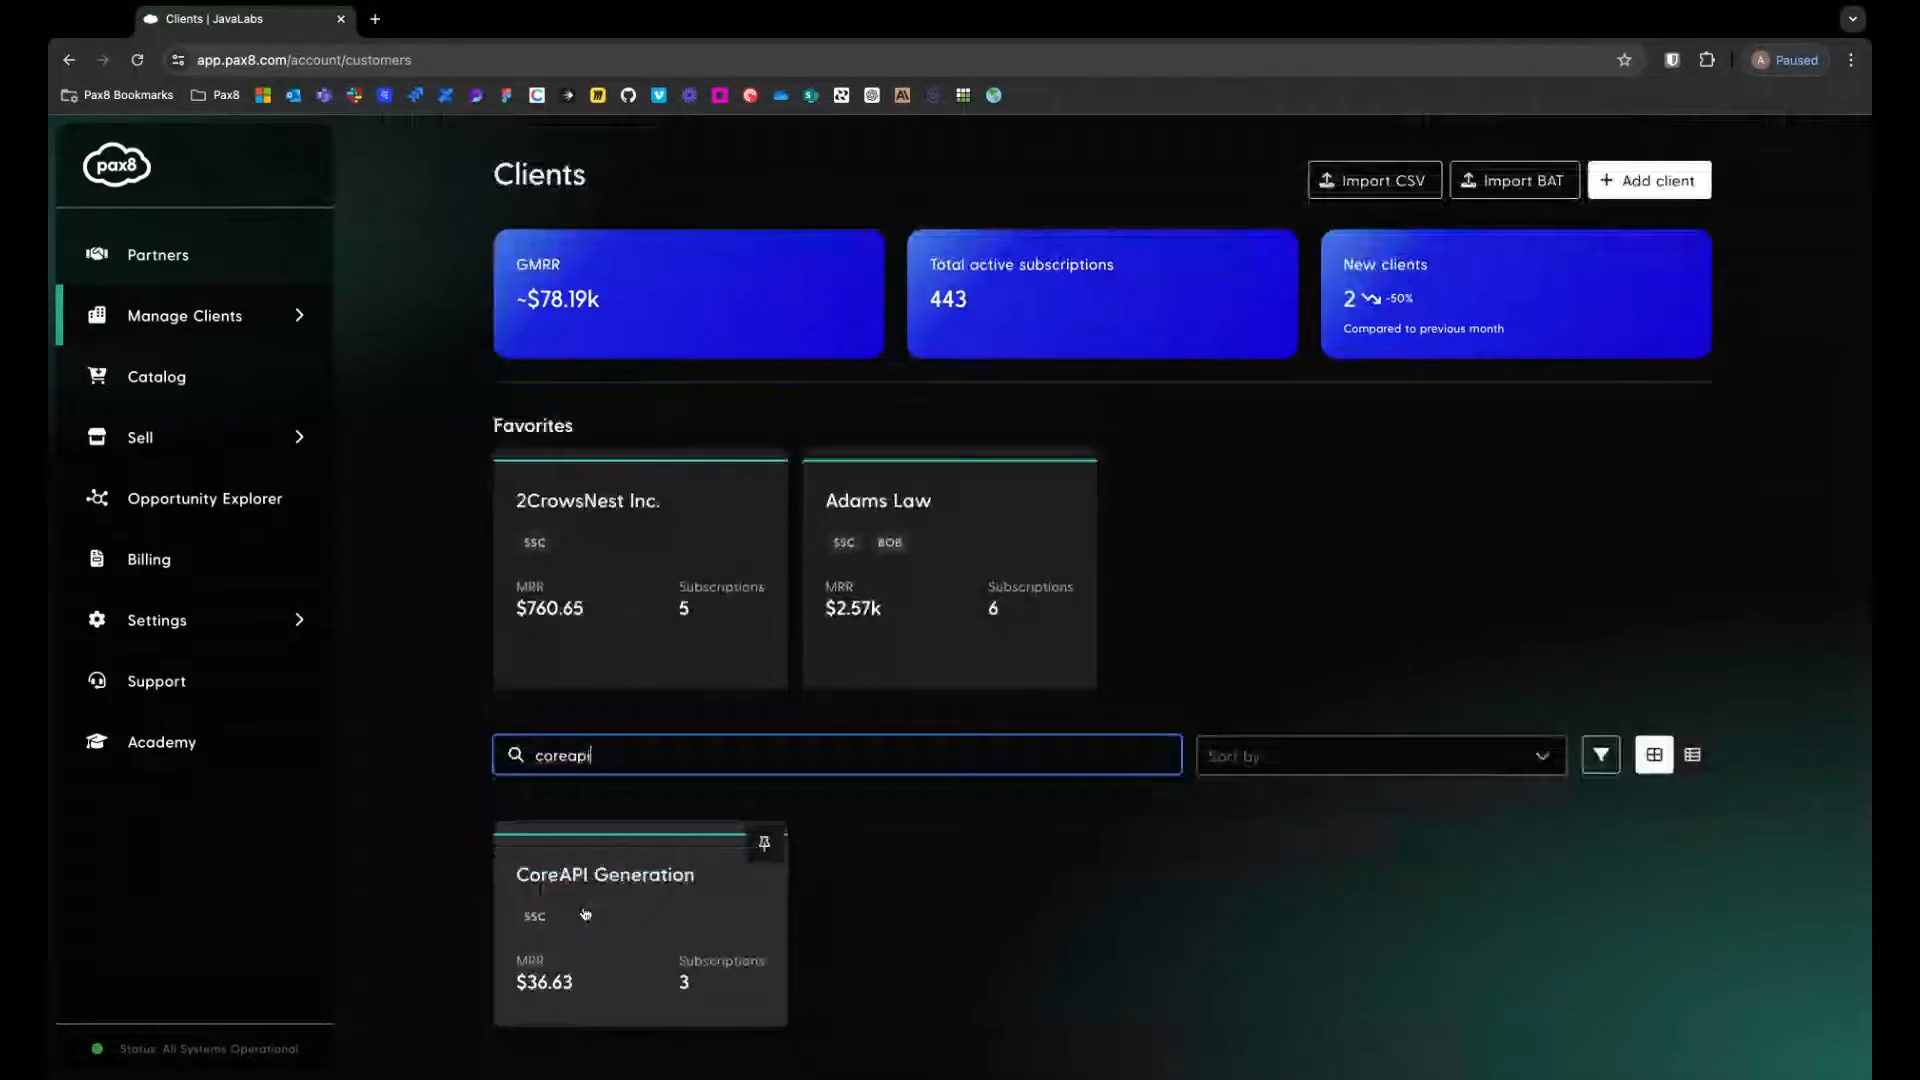 Clients | JavaLabs
app.pax8.com/account/customers
A Paused
Pax8 Bookmarks
Pax8
pax8
Partners
Manage Clients
Catalog
Sell
Opportunity Explorer
Billing
Settings
Support
Academy
Status: All Systems Operational
Clients
Import CSV
Import BAT
+ Add client
GMRR
~$78.19k
Total active subscriptions
443
New clients
2 -50%
Compared to previous month
Favorites
2CrowsNest Inc.
SSC
MRR Subscriptions
$760.65 5
Adams Law
SSC BOB
MRR Subscriptions
$2.57k 6
coreapi
Sort by
CoreAPI Generation
SSC
MRR Subscriptions
$36.63 3